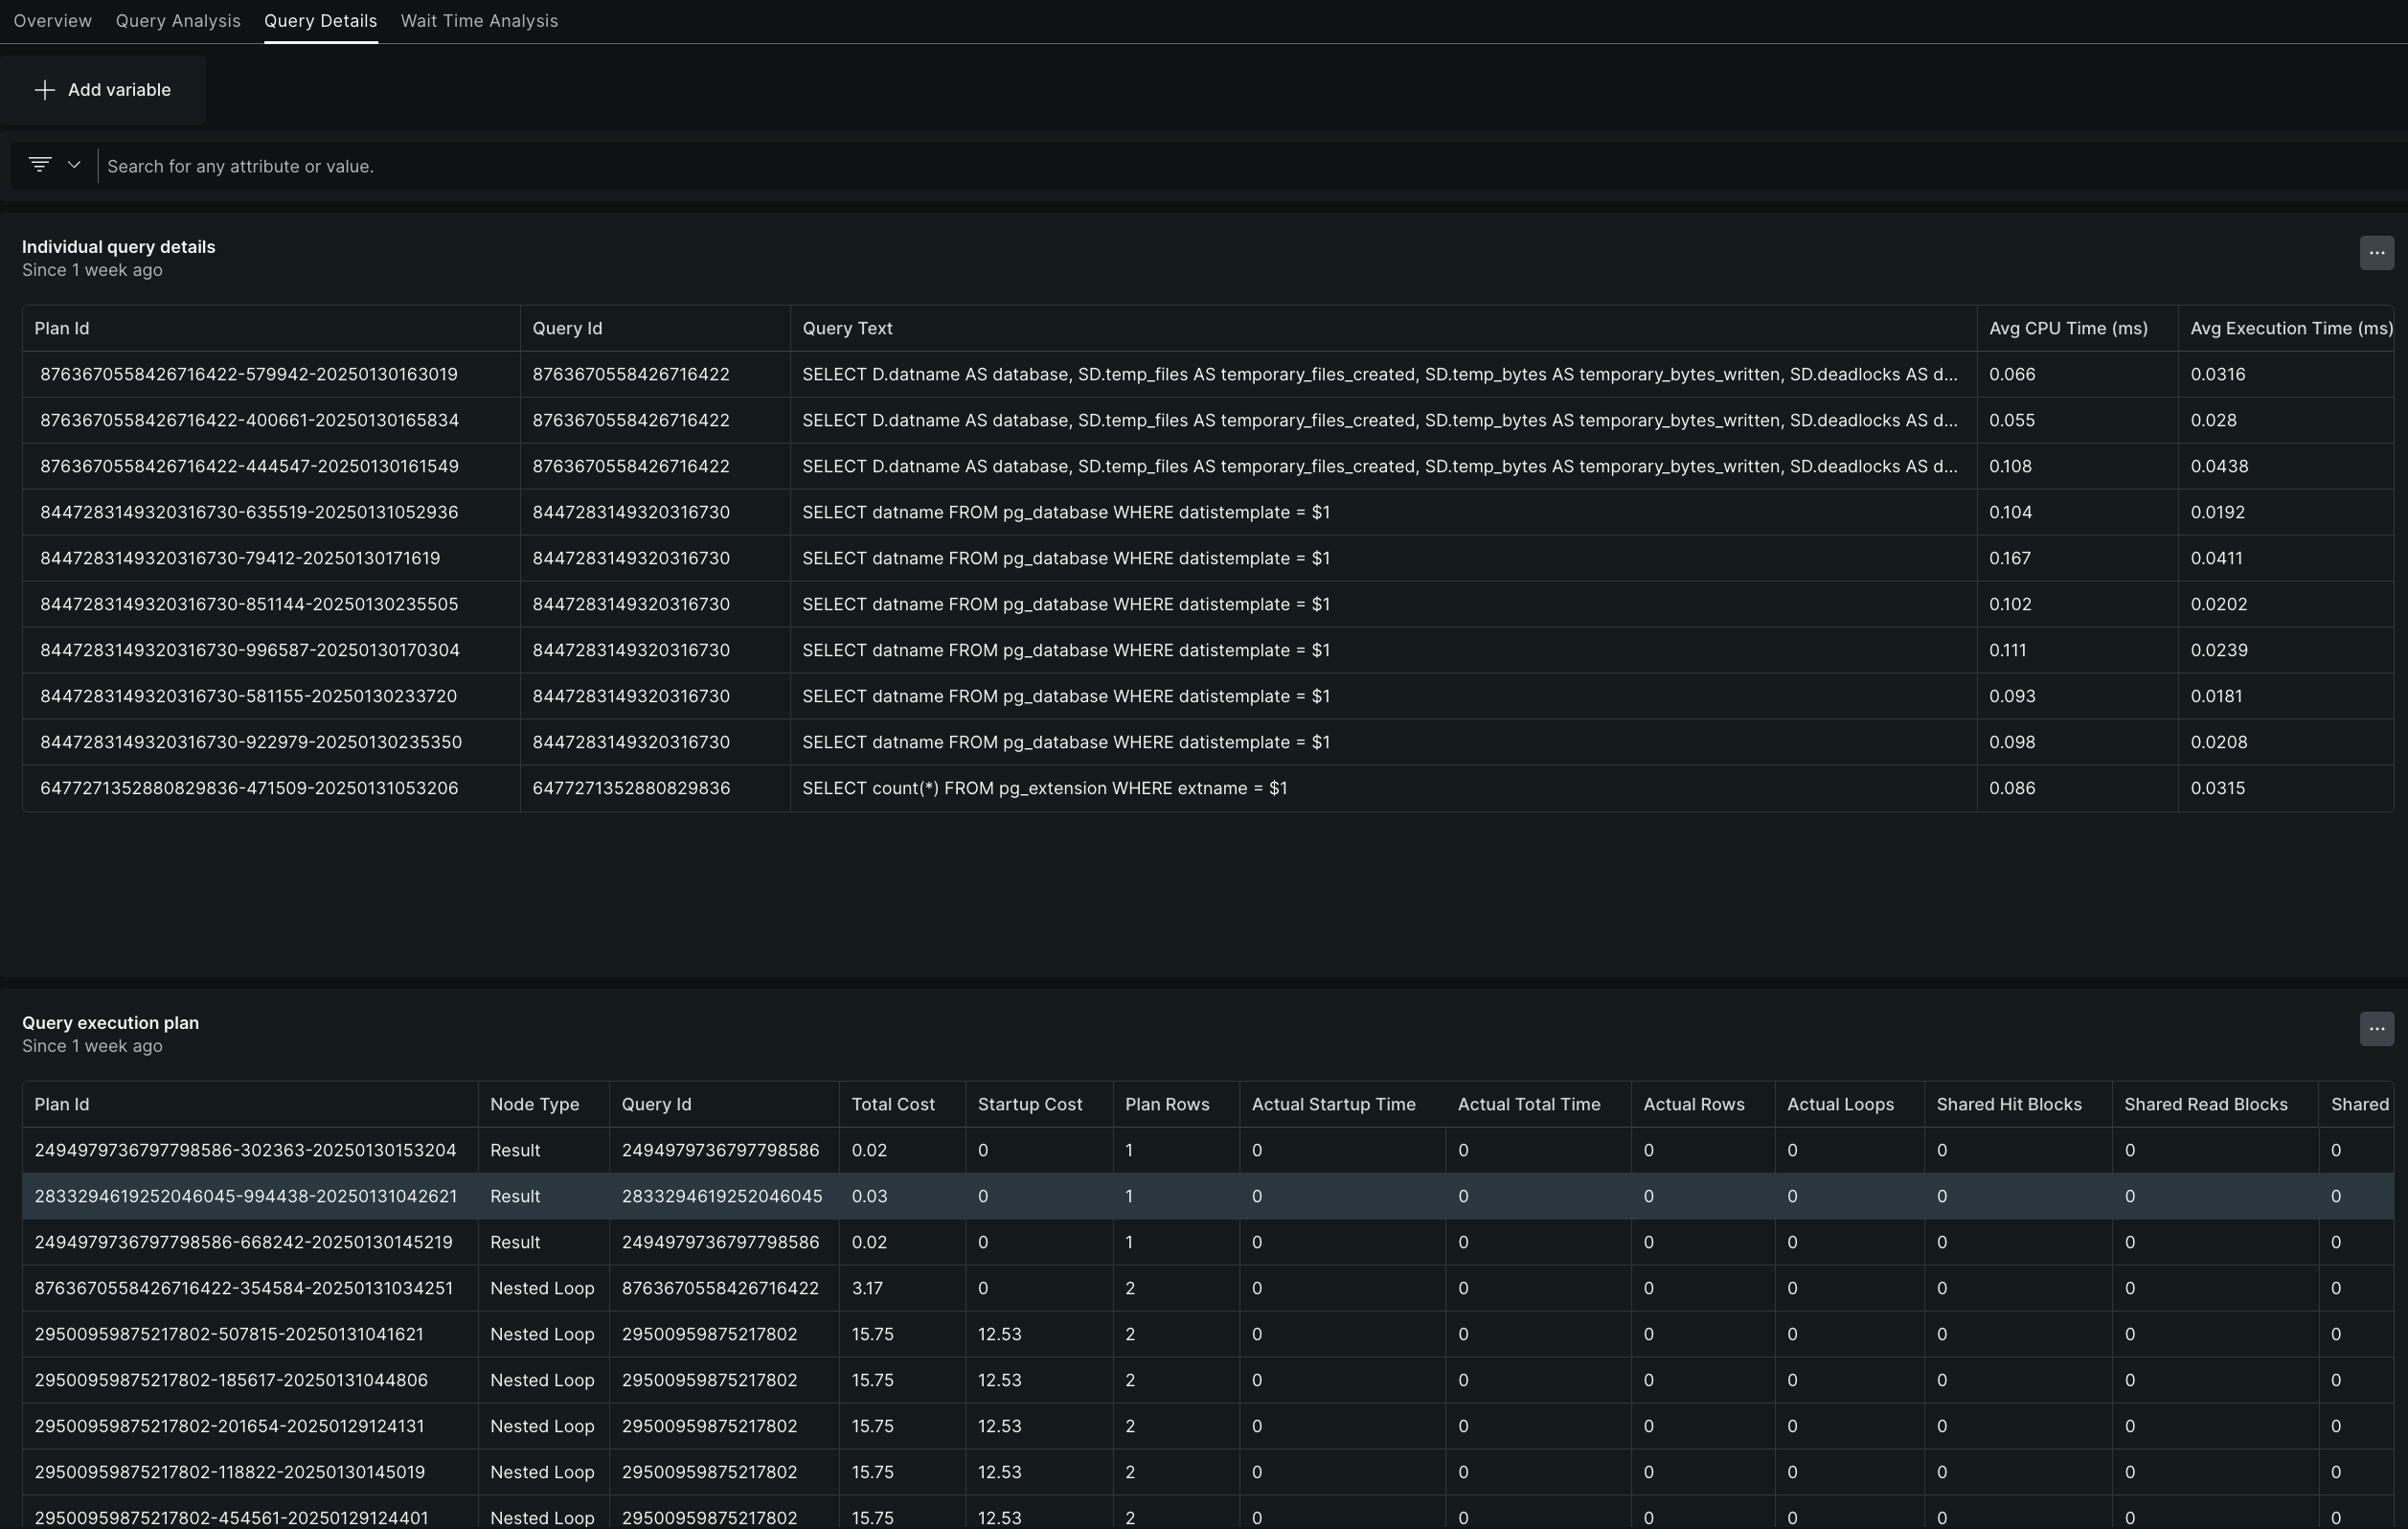 Overview Query Analysis Query Details Wait Time Analysis
Add variable
Search for any attribute or value.
Individual query details
Since 1 week ago
Plan Id Query Id Query Text Avg CPU Time (ms) Avg Execution Time (ms)
8763670558426716422-579942-20250130163019 8763670558426716422 SELECT D.datname AS database, SD.temp_files AS temporary_files_created, SD.temp_bytes AS temporary_bytes_written, SD.deadlocks AS d... 0.066 0.0316
8763670558426716422-400661-20250130165834 8763670558426716422 SELECT D.datname AS database, SD.temp_files AS temporary_files_created, SD.temp_bytes AS temporary_bytes_written, SD.deadlocks AS d... 0.055 0.028
8763670558426716422-444547-20250130161549 8763670558426716422 SELECT D.datname AS database, SD.temp_files AS temporary_files_created, SD.temp_bytes AS temporary_bytes_written, SD.deadlocks AS d... 0.108 0.0438
8447283149320316730-635519-20250131052936 8447283149320316730 SELECT datname FROM pg_database WHERE datistemplate = $1 0.104 0.0192
8447283149320316730-79412-20250130171619 8447283149320316730 SELECT datname FROM pg_database WHERE datistemplate = $1 0.167 0.0411
8447283149320316730-851144-20250130235505 8447283149320316730 SELECT datname FROM pg_database WHERE datistemplate = $1 0.102 0.0202
8447283149320316730-996587-20250130170304 8447283149320316730 SELECT datname FROM pg_database WHERE datistemplate = $1 0.111 0.0239
8447283149320316730-581155-20250130233720 8447283149320316730 SELECT datname FROM pg_database WHERE datistemplate = $1 0.093 0.0181
8447283149320316730-922979-20250130235350 8447283149320316730 SELECT datname FROM pg_database WHERE datistemplate = $1 0.098 0.0208
6477271352880829836-471509-20250131053206 6477271352880829836 SELECT count(*) FROM pg_extension WHERE extname = $1 0.086 0.0315
Query execution plan
Since 1 week ago
Plan Id Node Type Query Id Total Cost Startup Cost Plan Rows Actual Startup Time Actual Total Time Actual Rows Actual Loops Shared Hit Blocks Shared Read Blocks Shared
2494979736797798586-302363-20250130153204 Result 2494979736797798586 0.02 0 1 0 0 0 0 0 0 0
2833294619252046045-994438-20250131042621 Result 2833294619252046045 0.03 0 1 0 0 0 0 0 0 0
2494979736797798586-668242-20250130145219 Result 2494979736797798586 0.02 0 1 0 0 0 0 0 0 0
8763670558426716422-354584-20250131034251 Nested Loop 8763670558426716422 3.17 0 2 0 0 0 0 0 0 0
29500959875217802-507815-20250131041621 Nested Loop 29500959875217802 15.75 12.53 2 0 0 0 0 0 0 0
29500959875217802-185617-20250131044806 Nested Loop 29500959875217802 15.75 12.53 2 0 0 0 0 0 0 0
29500959875217802-201654-20250129124131 Nested Loop 29500959875217802 15.75 12.53 2 0 0 0 0 0 0 0
29500959875217802-118822-20250130145019 Nested Loop 29500959875217802 15.75 12.53 2 0 0 0 0 0 0 0
29500959875217802-454561-20250129124401 Nested Loop 29500959875217802 15.75 12.53 2 0 0 0 0 0 0 0